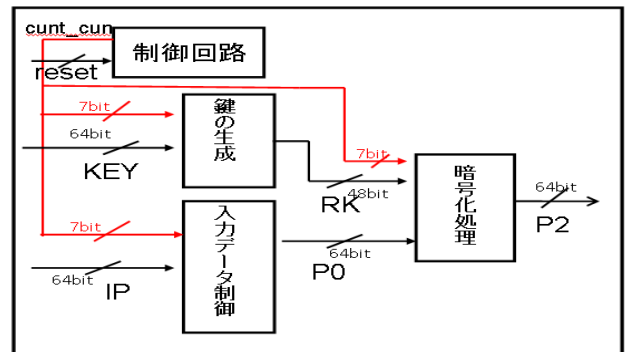 cunt_cun
制御回路
reset
7bit
鍵の生成
64bit
KEY
7bit
暗号化処理
48bit
RK
64bit
P2
7bit
入力データ制御
64bit
P0
64bit
IP